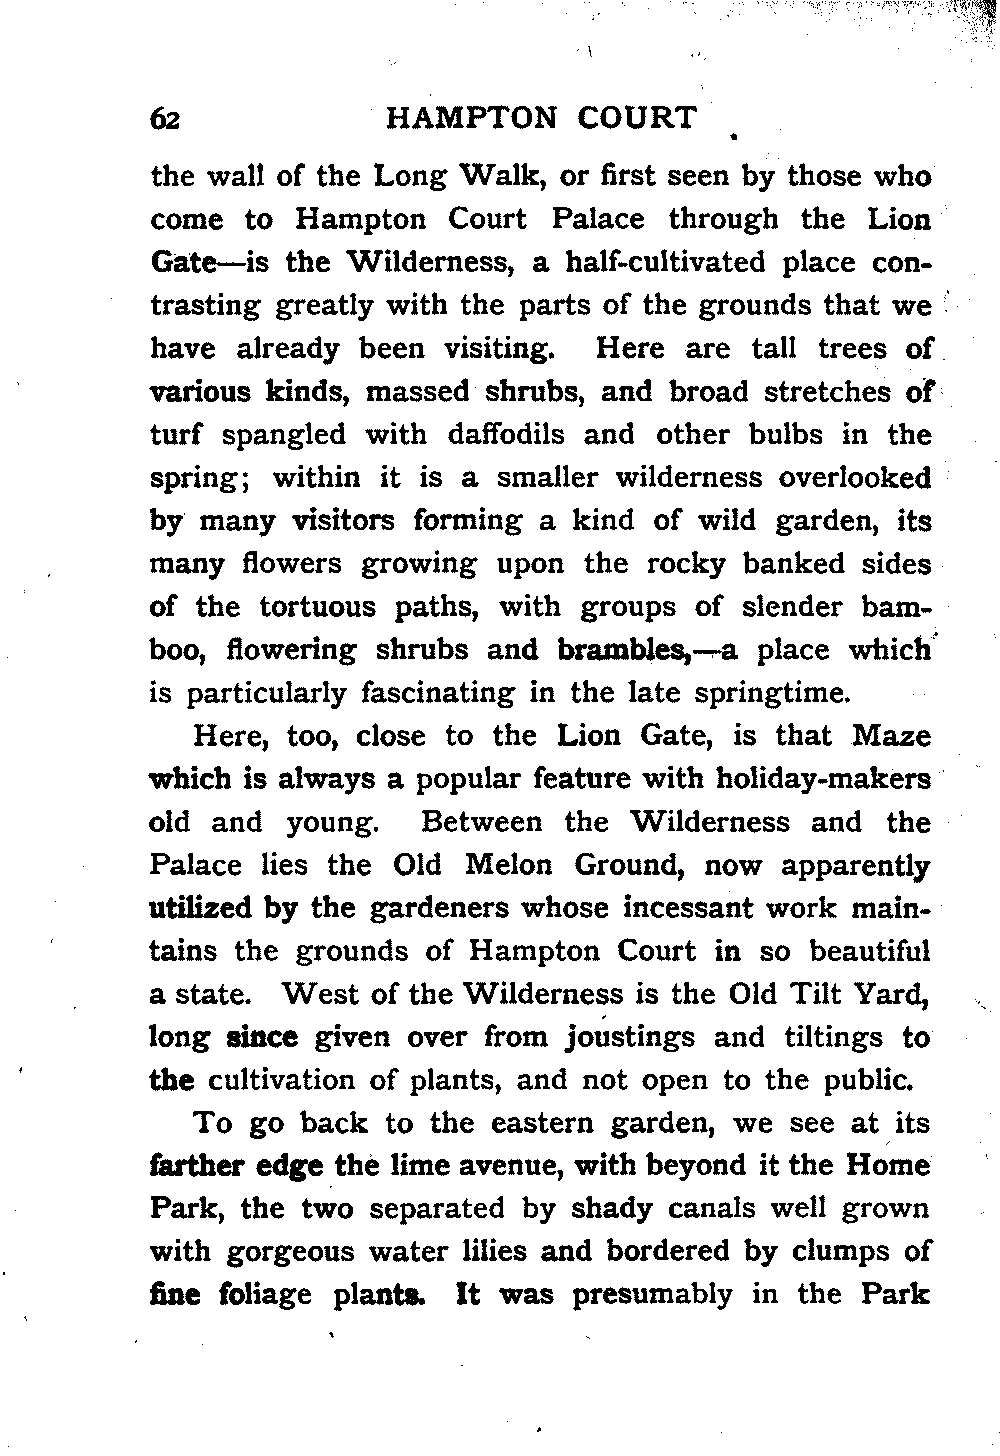 62 HAMPTON COURT
the wall of the Long Walk, or first seen by those who
come to Hampton Court Palace through the Lion
Gate—is the Wilderness, a half-cultivated place con-
trasting greatly with the parts of the grounds that we
have already been visiting. Here are tall trees of
various kinds, massed shrubs, and broad stretches of
turf spangled with daffodils and other bulbs in the
spring; within it is a smaller wilderness overlooked
by many visitors forming a kind of wild garden, its
many flowers growing upon the rocky banked sides
of the tortuous paths, with groups of slender bam-
boo, flowering shrubs and brambles,—a place which
is particularly fascinating in the late springtime.
Here, too, close to the Lion Gate, is that Maze
which is always a popular feature with holiday-makers
old and young. Between the Wilderness and the
Palace lies the Old Melon Ground, now apparently
utilized by the gardeners whose incessant work main-
tains the grounds of Hampton Court in so beautiful
a state. West of the Wilderness is the Old Tilt Yard,
long since given over from joustings and tiltings to
the cultivation of plants, and not open to the public.
To go back to the eastern garden, we see at its
farther edge the lime avenue, with beyond it the Home
Park, the two separated by shady canals well grown
with gorgeous water lilies and bordered by clumps of
fine foliage plants. It was presumably in the Park